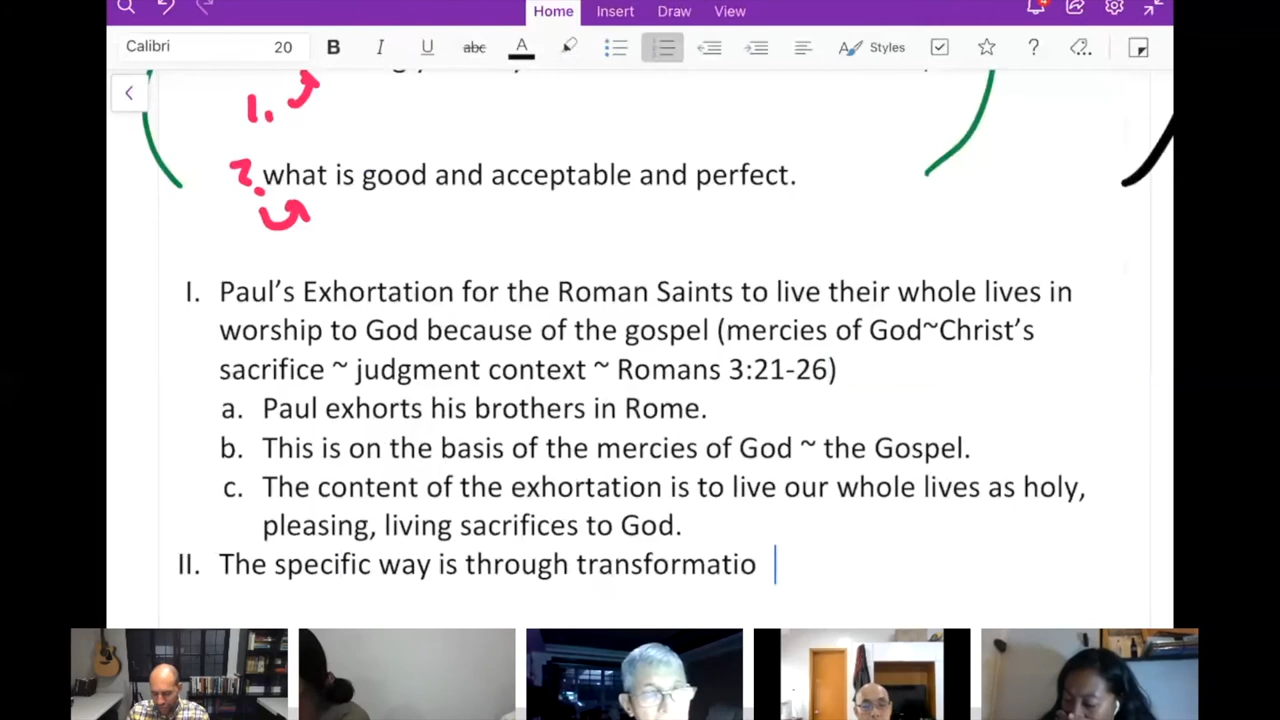 Home Insert Draw View
Calibri 20 B I U abc A Styles ?
1.
2. what is good and acceptable and perfect.
I. Paul's Exhortation for the Roman Saints to live their whole lives in
worship to God because of the gospel (mercies of God~Christ's
sacrifice ~ judgment context ~ Romans 3:21-26)
a. Paul exhorts his brothers in Rome.
b. This is on the basis of the mercies of God ~ the Gospel.
c. The content of the exhortation is to live our whole lives as holy,
pleasing, living sacrifices to God.
II. The specific way is through transformatio